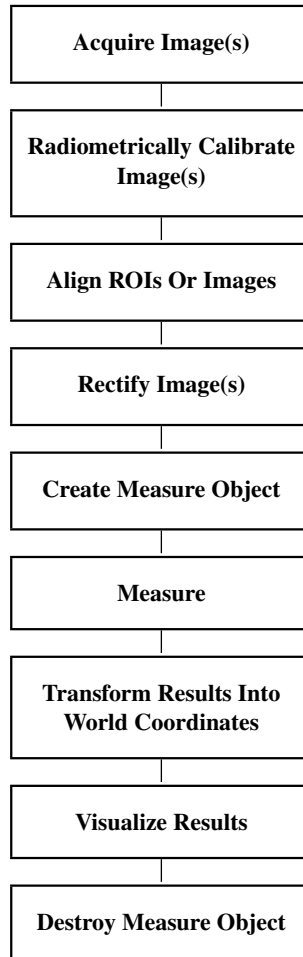 Acquire Image(s)
Radiometrically Calibrate
Image(s)
Align ROIs Or Images
Rectify Image(s)
Create Measure Object
Measure
Transform Results Into
World Coordinates
Visualize Results
Destroy Measure Object